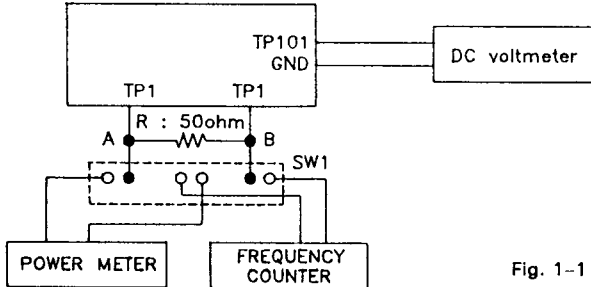 TP101
GND
DC voltmeter
TP1
TP1
R : 50ohm
A
B
SW1
POWER METER
FREQUENCY
COUNTER
Fig. 1-1